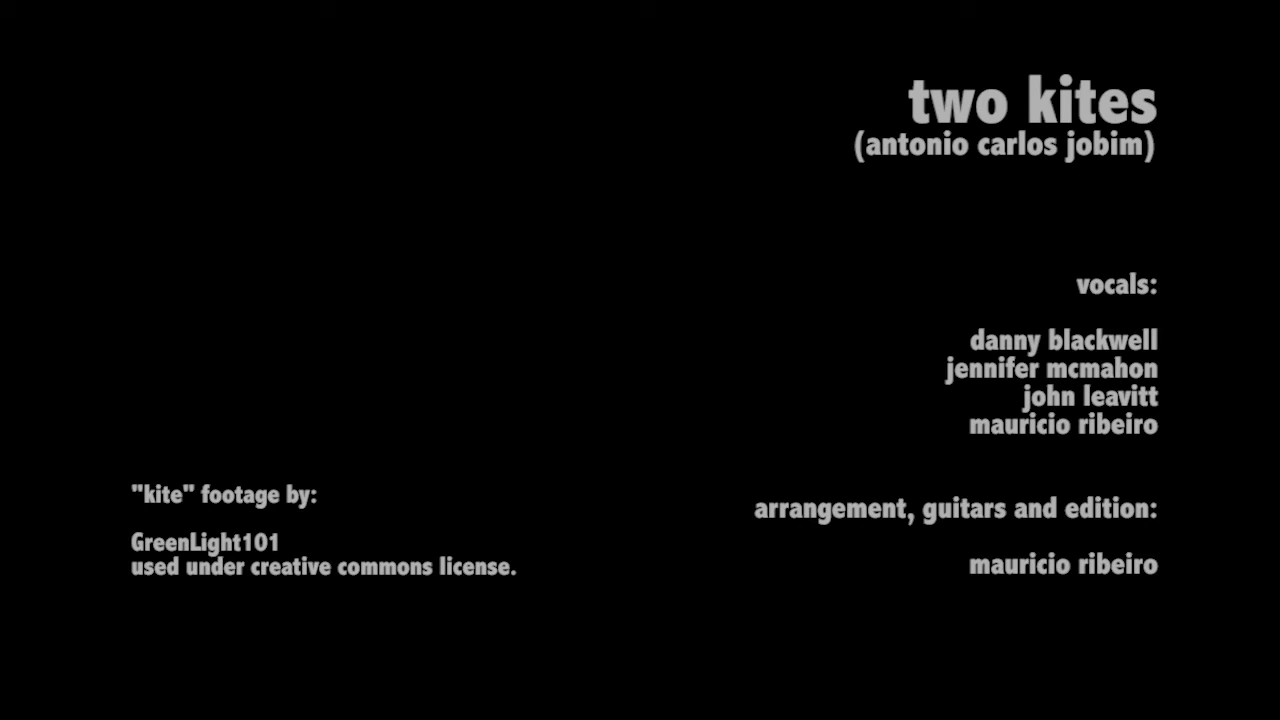 two kites
(antonio carlos jobim)
vocals:
danny blackwell
jennifer mcmahon
john leavitt
mauricio ribeiro
arrangement, guitars and edition:
mauricio ribeiro
"kite" footage by:
GreenLight101
used under creative commons license.